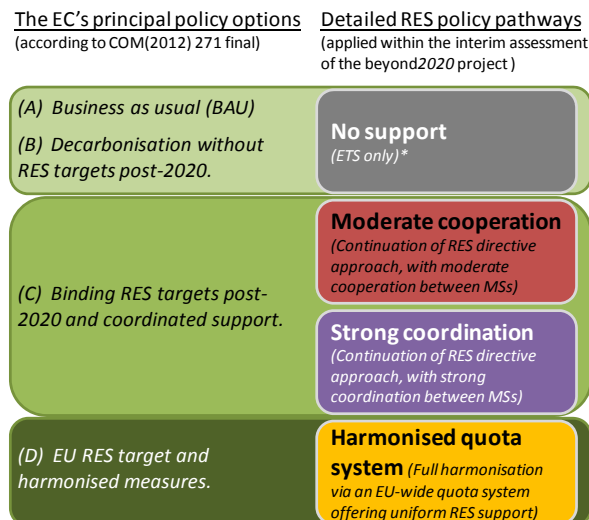 The EC's principal policy options
(according to COM(2012) 271 final)
Detailed RES policy pathways
(applied within the interim assessment
of the beyond2020 project )
(A) Business as usual (BAU)
(B) Decarbonisation without
RES targets post-2020.
No support
(ETS only)*
(C) Binding RES targets post-
2020 and coordinated support.
Moderate cooperation
(Continuation of RES directive
approach, with moderate
cooperation between MSs)
Strong coordination
(Continuation of RES directive
approach, with strong
coordination between MSs)
(D) EU RES target and
harmonised measures.
Harmonised quota
system (Full harmonisation
via an EU-wide quota system
offering uniform RES support)